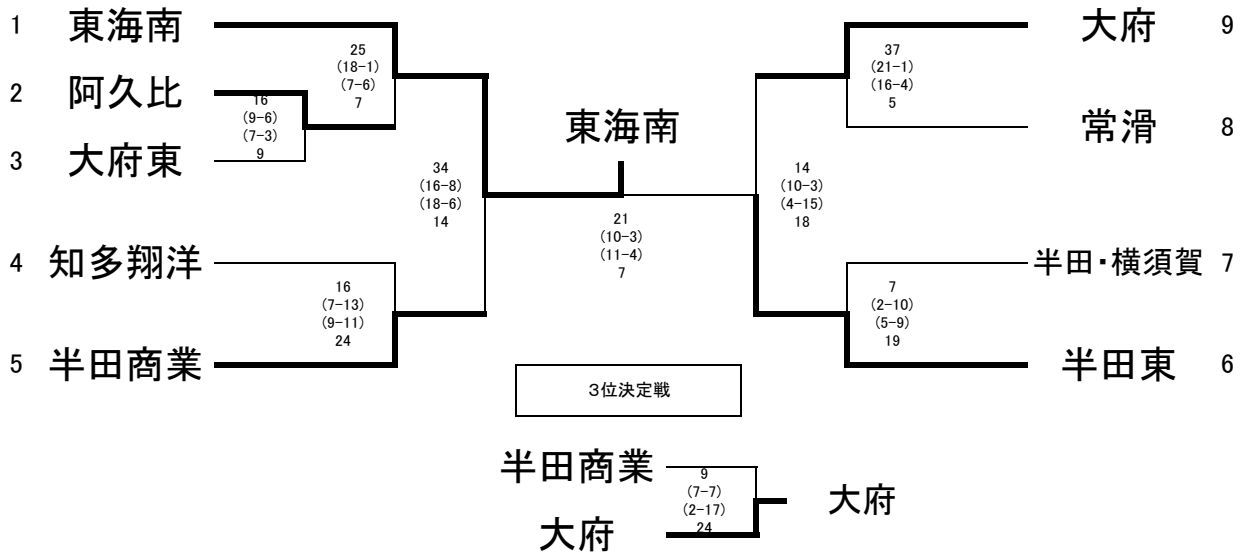 1 東海南
25
(18-1)
(7-6)
7
2 阿久比
16
(9-6)
(7-3)
9
3 大府東
34
(16-8)
(18-6)
14
4 知多翔洋
16
(7-13)
(9-11)
24
5 半田商業
東海南
21
(10-3)
(11-4)
7
大府 9
37
(21-1)
(16-4)
5
常滑 8
14
(10-3)
(4-15)
18
半田・横須賀 7
7
(2-10)
(5-9)
19
半田東 6
3位決定戦
半田商業
9
(7-7)
(2-17)
24
大府
大府